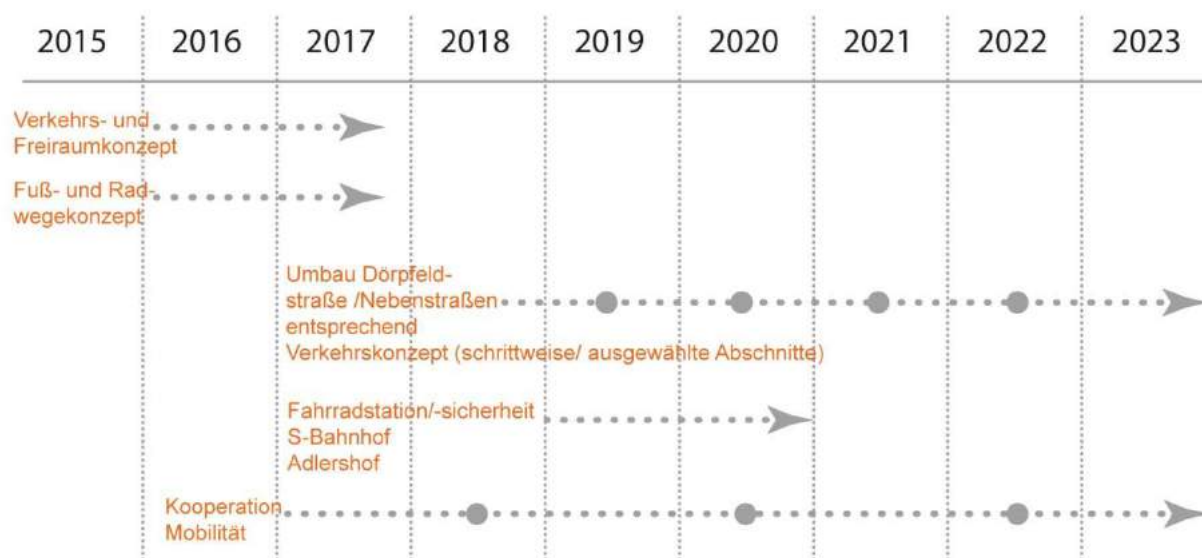 2015 2016 2017 2018 2019 2020 2021 2022 2023
Verkehrs- und
Freiraumkonzept
Fuß- und Rad-
wegekonzept
Umbau Dörpfeld-
straße /Nebenstraßen
entsprechend
Verkehrskonzept (schrittweise/ ausgewählte Abschnitte)
Fahrradstation/-sicherheit
S-Bahnhof
Adlershof
Kooperation
Mobilität